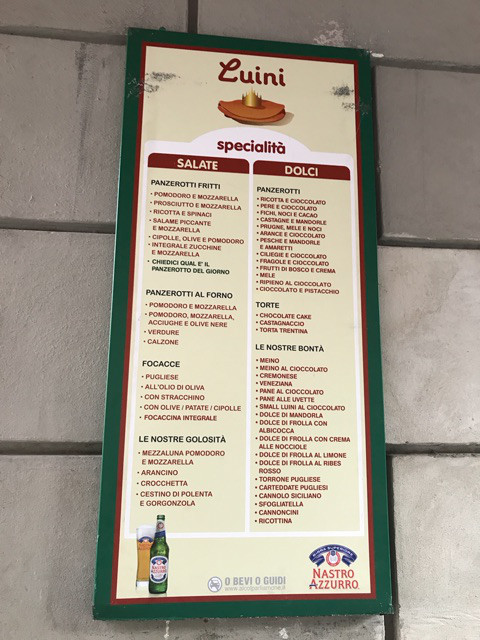 Luini
specialità
SALATE
PANZEROTTI FRITTI
• POMODORO E MOZZARELLA
• PROSCIUTTO E MOZZARELLA
• RICOTTA E SPINACI
• SALAME PICCANTE
E MOZZARELLA
• CIPOLLE, OLIVE E POMODORO
• INTEGRALE ZUCCHINE
E MOZZARELLA
• CHIEDICI QUAL E' IL
PANZEROTTO DEL GIORNO
PANZEROTTI AL FORNO
• POMODORO E MOZZARELLA
• POMODORO, MOZZARELLA,
ACCIUGHE E OLIVE NERE
• VERDURE
• CALZONE
FOCACCE
• PUGLIESE
• ALL'OLIO DI OLIVA
• CON STRACCHINO
• CON OLIVE / PATATE / CIPOLLE
• FOCACCINA INTEGRALE
LE NOSTRE GOLOSITÀ
• MEZZALUNA POMODORO
E MOZZARELLA
• ARANCINO
• CROCCHETTA
• CESTINO DI POLENTA
E GORGONZOLA
DOLCI
PANZEROTTI
• RICOTTA E CIOCCOLATO
• PERE E CIOCCOLATO
• FICHI, NOCI E CACAO
• CASTAGNE E MANDORLE
• PRUGNE, MELE E NOCI
• ARANCE E CIOCCOLATO
• PESCHE E MANDORLE
E AMARETTI
• CILIEGIE E CIOCCOLATO
• FRAGOLE E CIOCCOLATO
• FRUTTI DI BOSCO E CREMA
• MELE
• RIPIENO AL CIOCCOLATO
• CIOCCOLATO E PISTACCHIO
TORTE
• CHOCOLATE CAKE
• CASTAGNACCIO
• TORTA TRENTINA
LE NOSTRE BONTÀ
• MEINO
• MEINO AL CIOCCOLATO
• CREMONESE
• VENEZIANA
• PANE AL CIOCCOLATO
• PANE ALLE UVETTE
• SMALL LUINI AL CIOCCOLATO
• DOLCE DI MANDORLA
• DOLCE DI FROLLA CON
ALBICOCCA
• DOLCE DI FROLLA CON CREMA
ALLE NOCCIOLE
• DOLCE DI FROLLA AL LIMONE
• DOLCE DI FROLLA AL RIBES
ROSSO
• TORRONE PUGLIESE
• CARTEDDATE PUGLIESI
• CANNOLO SICILIANO
• SFOGLIATELLA
• CANNONCINI
• RICOTTINA
O BEVI O GUIDI
NASTRO
AZZURRO